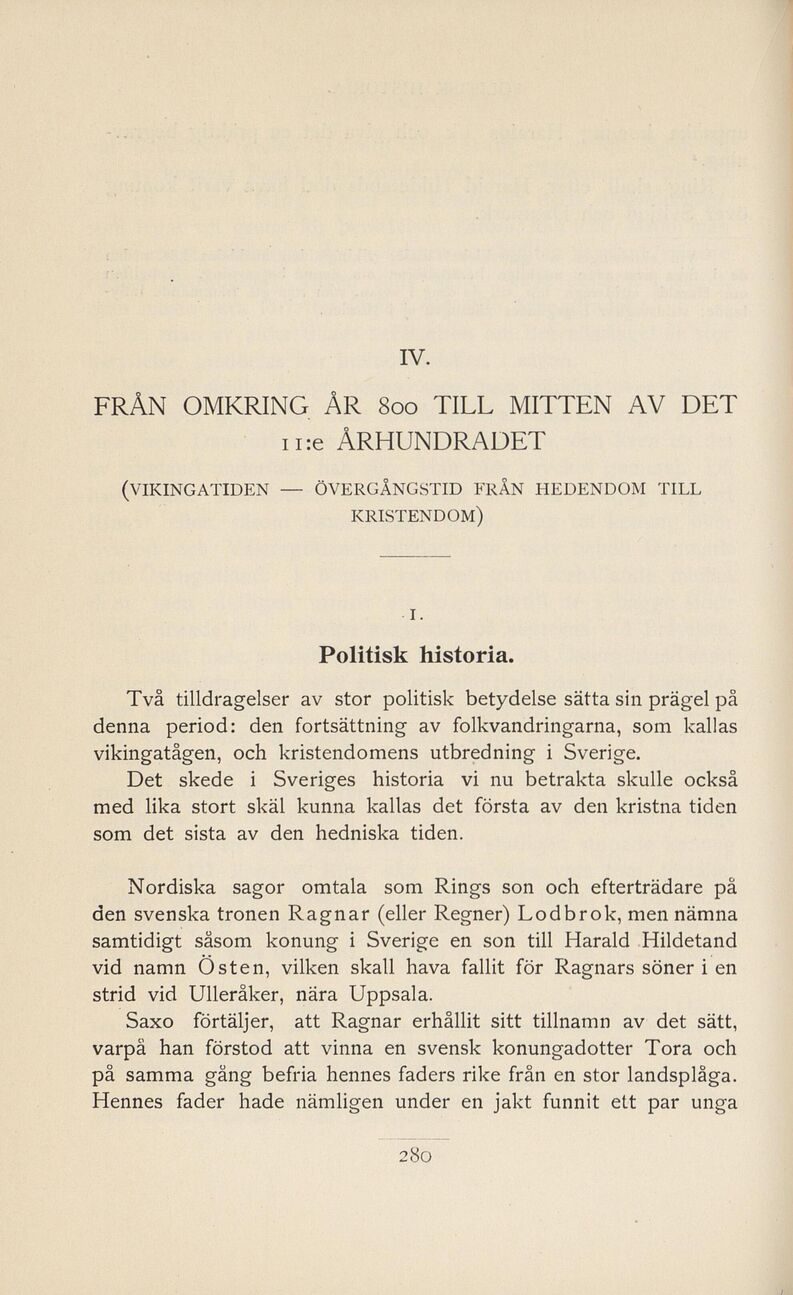 IV.
FRÅN OMKRING ÅR 800 TILL MITTEN AV DET
11:e ÅRHUNDRADET
(VIKINGATIDEN — ÖVERGÅNGSTID FRÅN HEDENDOM TILL
KRISTENDOM)
1.
Politisk historia.
Två tilldragelser av stor politisk betydelse sätta sin prägel på
denna period: den fortsättning av folkvandringarna, som kallas
vikingatågen, och kristendomens utbredning i Sverige.
Det skede i Sveriges historia vi nu betrakta skulle också
med lika stort skäl kunna kallas det första av den kristna tiden
som det sista av den hedniska tiden.
Nordiska sagor omtala som Rings son och efterträdare på
den svenska tronen Ragnar (eller Regner) Lodbrok, men nämna
samtidigt såsom konung i Sverige en son till Harald Hildetand
vid namn Östen, vilken skall hava fallit för Ragnars söner i en
strid vid Ulleråker, nära Uppsala.
Saxo förtäljer, att Ragnar erhållit sitt tillnamn av det sätt,
varpå han förstod att vinna en svensk konungadotter Tora och
på samma gång befria hennes faders rike från en stor landsplåga.
Hennes fader hade nämligen under en jakt funnit ett par unga
280